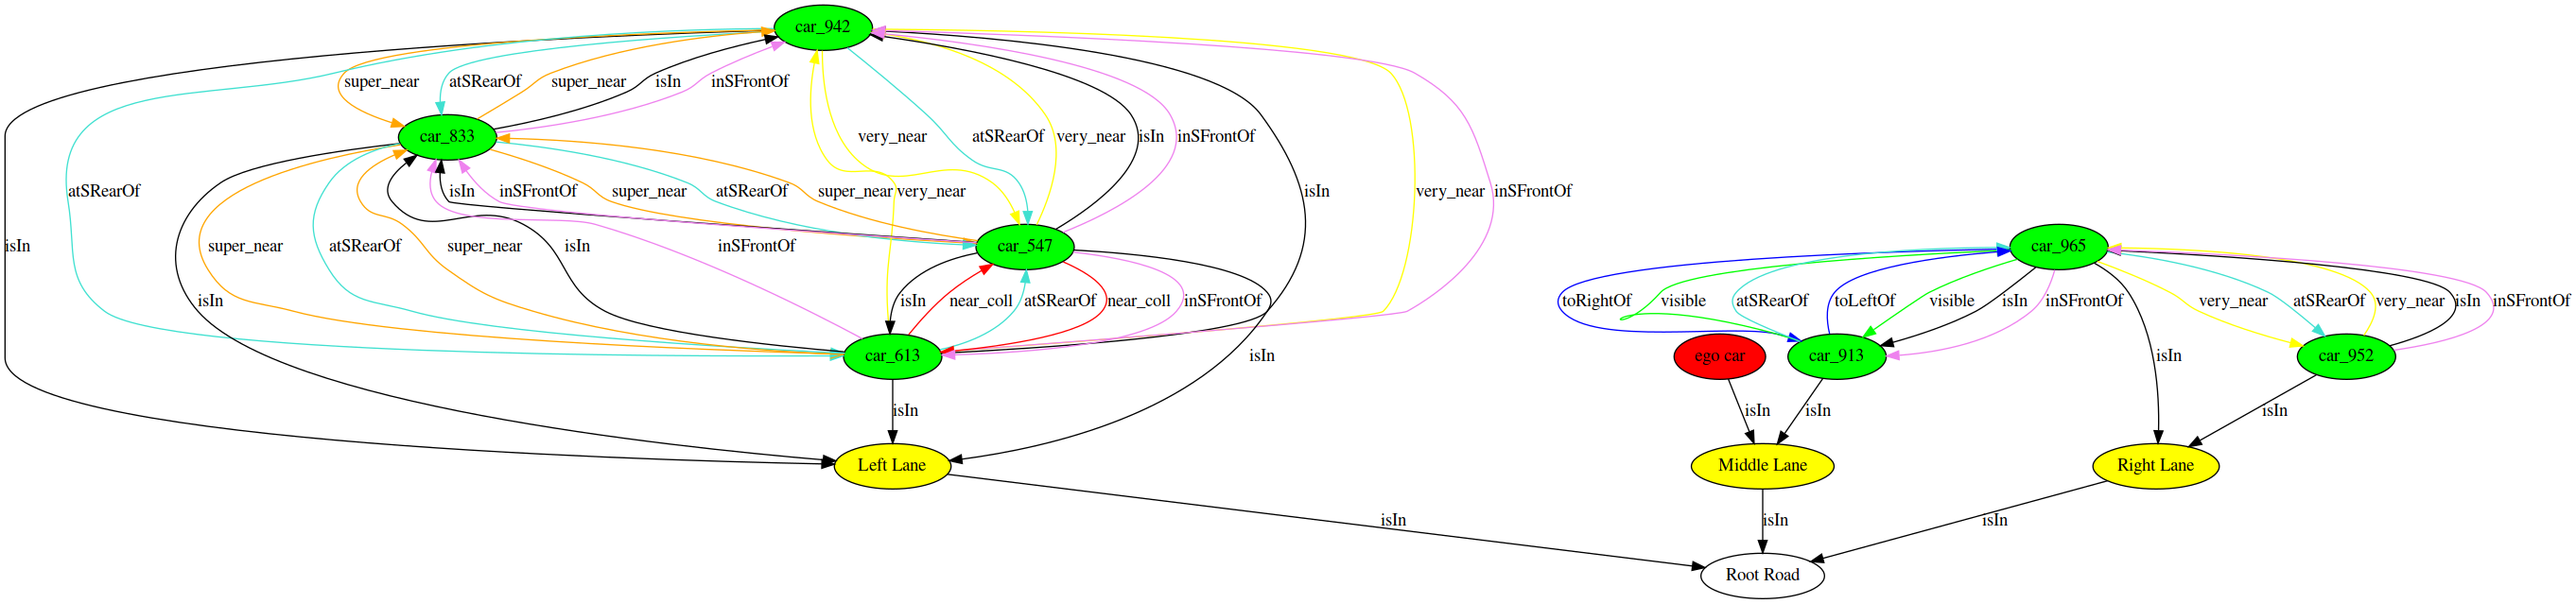 car_942
super_near
atSRearOf
super_near
isIn
inSFrontOf
car_833
very_near
atSRearOf
very_near
isIn
inSFrontOf
atSRearOf
isIn
inSFrontOf
super_near
atSRearOf
super_near
very_near
isIn
very_near
inSFrontOf
isIn
super_near
atSRearOf
super_near
isIn
inSFrontOf
car_547
car_965
isIn
isIn
near_coll
atSRearOf
near_coll
inSFrontOf
toRightOf
visible
atSRearOf
toLeftOf
visible
isIn
inSFrontOf
very_near
atSRearOf
very_near
isIn
inSFrontOf
car_613
isIn
ego car
car_913
isIn
car_952
isIn
isIn
isIn
isIn
Left Lane
Middle Lane
Right Lane
isIn
isIn
isIn
Root Road